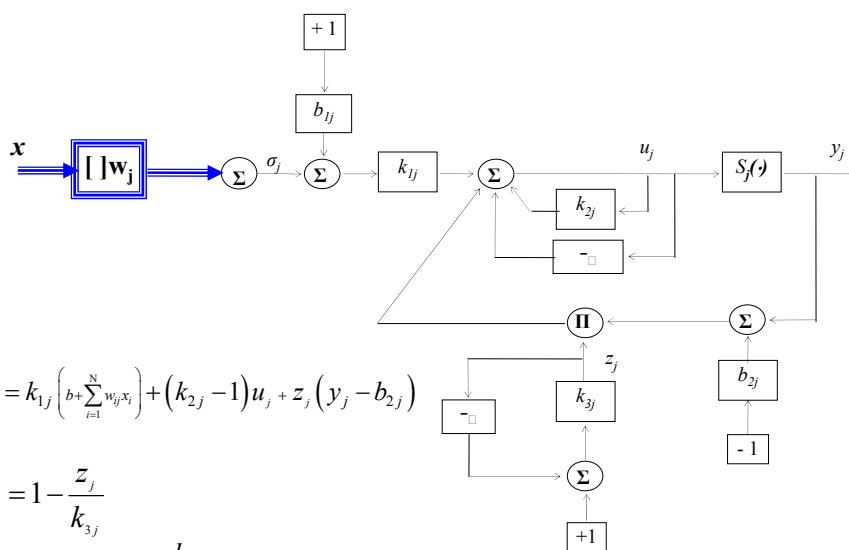 + 1
b1j
x
[ ]wj
Σ
σj
Σ
k1j
Σ
uj
Sj(·)
yj
k2j
-□
Π
Σ
zj
b2j
k3j
-□
- 1
Σ
+1
= k1j ( b + ∑_{i=1}^{N} wij xi ) + ( k2j − 1 ) uj + zj ( yj − b2j )
= 1 − zj / k3j